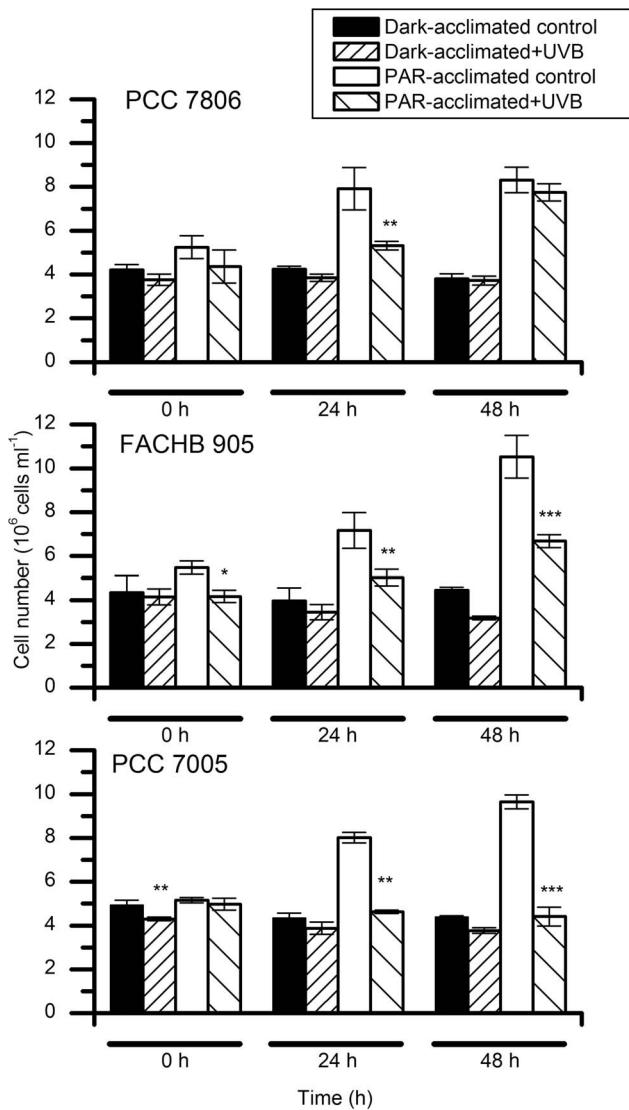 Dark-acclimated control
Dark-acclimated+UVB
PAR-acclimated control
PAR-acclimated+UVB
PCC 7806
12
10
8
6
4
2
0
**
0 h
24 h
48 h
FACHB 905
12
10
8
6
4
2
0
*
**
***
0 h
24 h
48 h
PCC 7005
12
10
8
6
4
2
0
**
**
***
0 h
24 h
48 h
Cell number (10⁶ cells ml⁻¹)
Time (h)